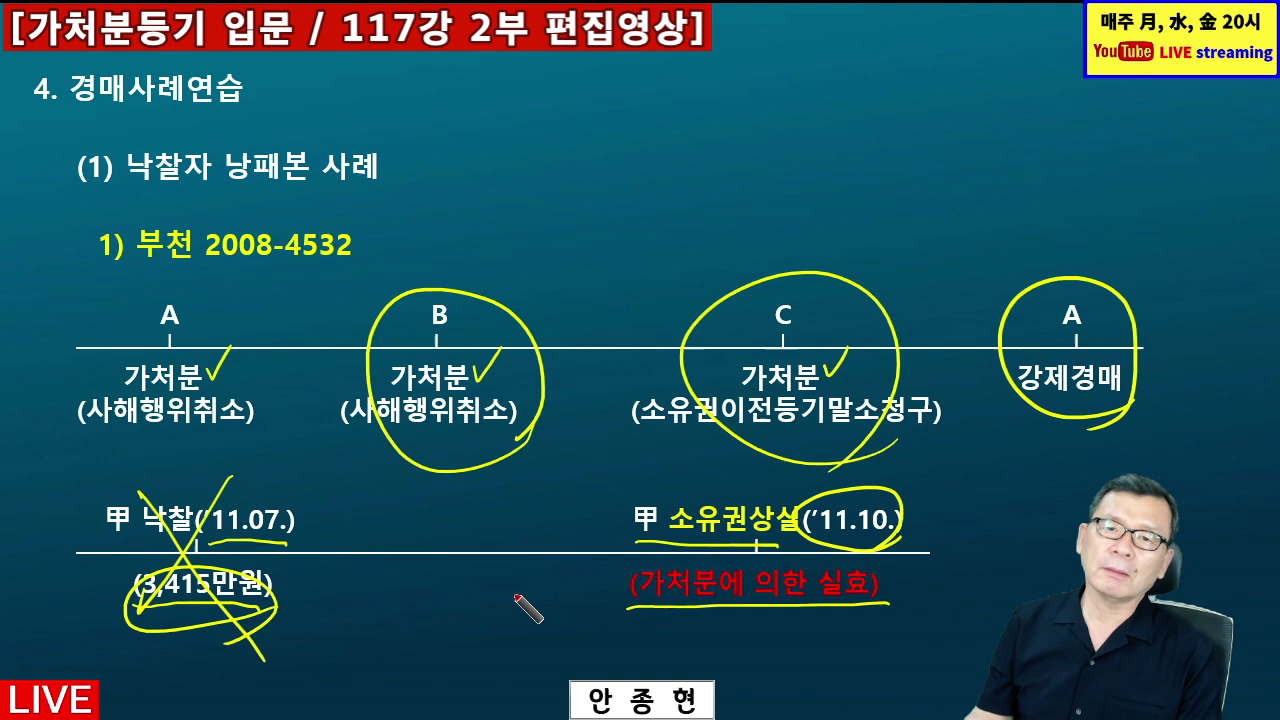 [가처분등기 입문 / 117강 2부 편집영상]
매주 月, 水, 金 20시
YouTube LIVE streaming
4. 경매사례연습
(1) 낙찰자 낭패본 사례
1) 부천 2008-4532
A B C A
가처분 가처분 가처분 강제경매
(사해행위취소) (사해행위취소) (소유권이전등기말소청구)
甲 낙찰('11.07.) 甲 소유권상실('11.10.)
(3,415만원) (가처분에 의한 실효)
LIVE
안 종 현